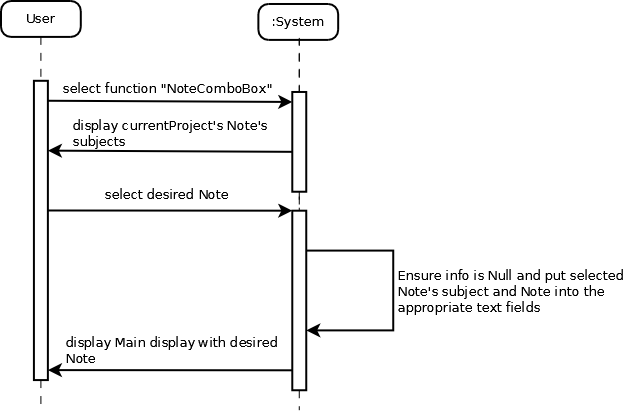 User
:System
select function "NoteComboBox"
display currentProject's Note's
subjects
select desired Note
Ensure info is Null and put selected
Note's subject and Note into the
appropriate text fields
display Main display with desired
Note